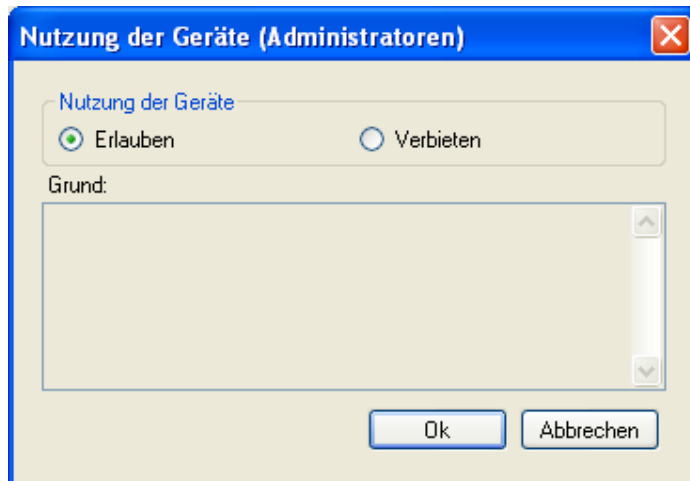 Nutzung der Geräte (Administratoren)
Nutzung der Geräte
Erlauben Verbieten
Grund:
Ok Abbrechen